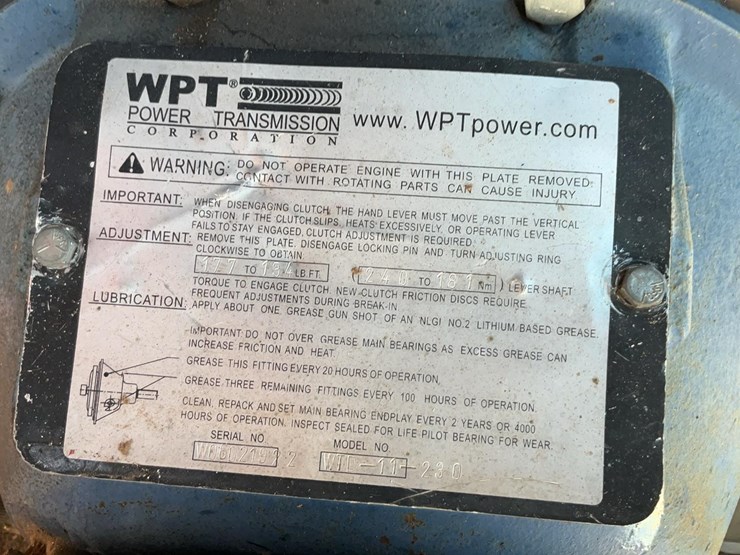 WPT®
POWER TRANSMISSION
CORPORATION
www. WPTpower.com
WARNING: DO NOT OPERATE ENGINE WITH THIS PLATE REMOVED:
CONTACT WITH ROTATING PARTS CAN CAUSE INJURY
IMPORTANT: WHEN DISENGAGING CLUTCH, THE HAND LEVER MUST MOVE PAST THE VERTICAL
POSITION. IF THE CLUTCH SLIPS, HEATS EXCESSIVELY, OR OPERATING LEVER
FAILS TO STAY ENGAGED, CLUTCH ADJUSTMENT IS REQUIRED.
ADJUSTMENT: REMOVE THIS PLATE. DISENGAGE LOCKING PIN AND TURN ADJUSTING RING
CLOCKWISE TO OBTAIN
TO LB.FT. ( TO Nm ) LEVER SHAFT
TORQUE TO ENGAGE CLUTCH. NEW CLUTCH FRICTION DISCS REQUIRE
FREQUENT ADJUSTMENTS DURING BREAK-IN
LUBRICATION: APPLY ABOUT ONE GREASE GUN SHOT OF AN NLGI NO.2 LITHIUM BASED GREASE.
IMPORTANT: DO NOT OVER GREASE MAIN BEARINGS AS EXCESS GREASE CAN
INCREASE FRICTION AND HEAT.
GREASE THIS FITTING EVERY 20 HOURS OF OPERATION.
GREASE THREE REMAINING FITTINGS EVERY 100 HOURS OF OPERATION.
CLEAN, REPACK AND SET MAIN BEARING ENDPLAY EVERY 2 YEARS OR 4000
HOURS OF OPERATION. INSPECT SEALED FOR LIFE PILOT BEARING FOR WEAR.
SERIAL NO. MODEL NO.